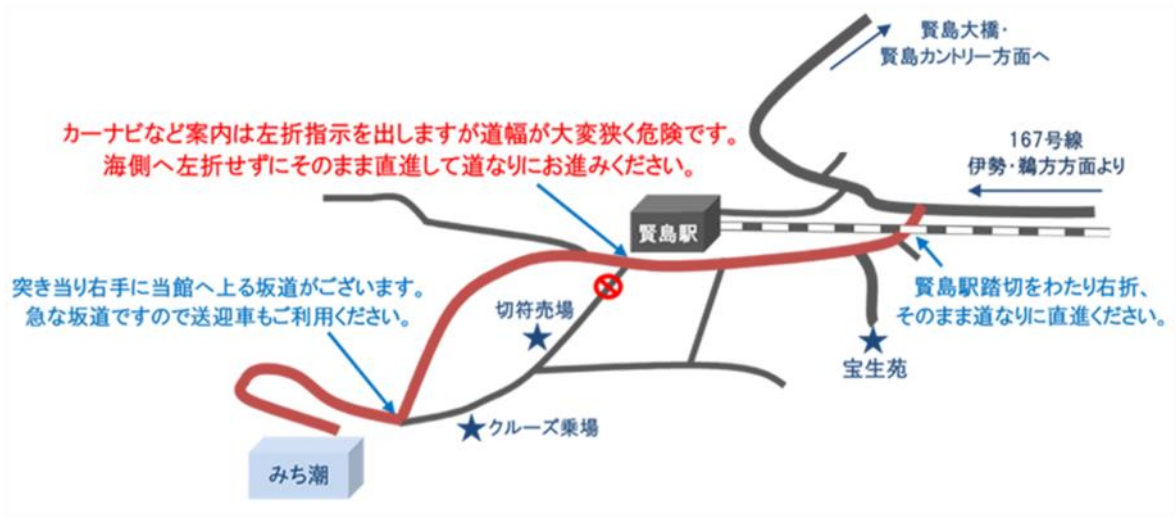 賢島大橋・
賢島カントリー方面へ
カーナビなど案内は左折指示を出しますが道幅が大変狭く危険です。
海側へ左折せずにそのまま直進して道なりにお進みください。
167号線
伊勢・鵜方方面より
賢島駅
突き当り右手に当館へ上る坂道がございます。
急な坂道ですので送迎車もご利用ください。
賢島駅踏切をわたり右折、
そのまま道なりに直進ください。
切符売場
宝生苑
クルーズ乗場
みち潮